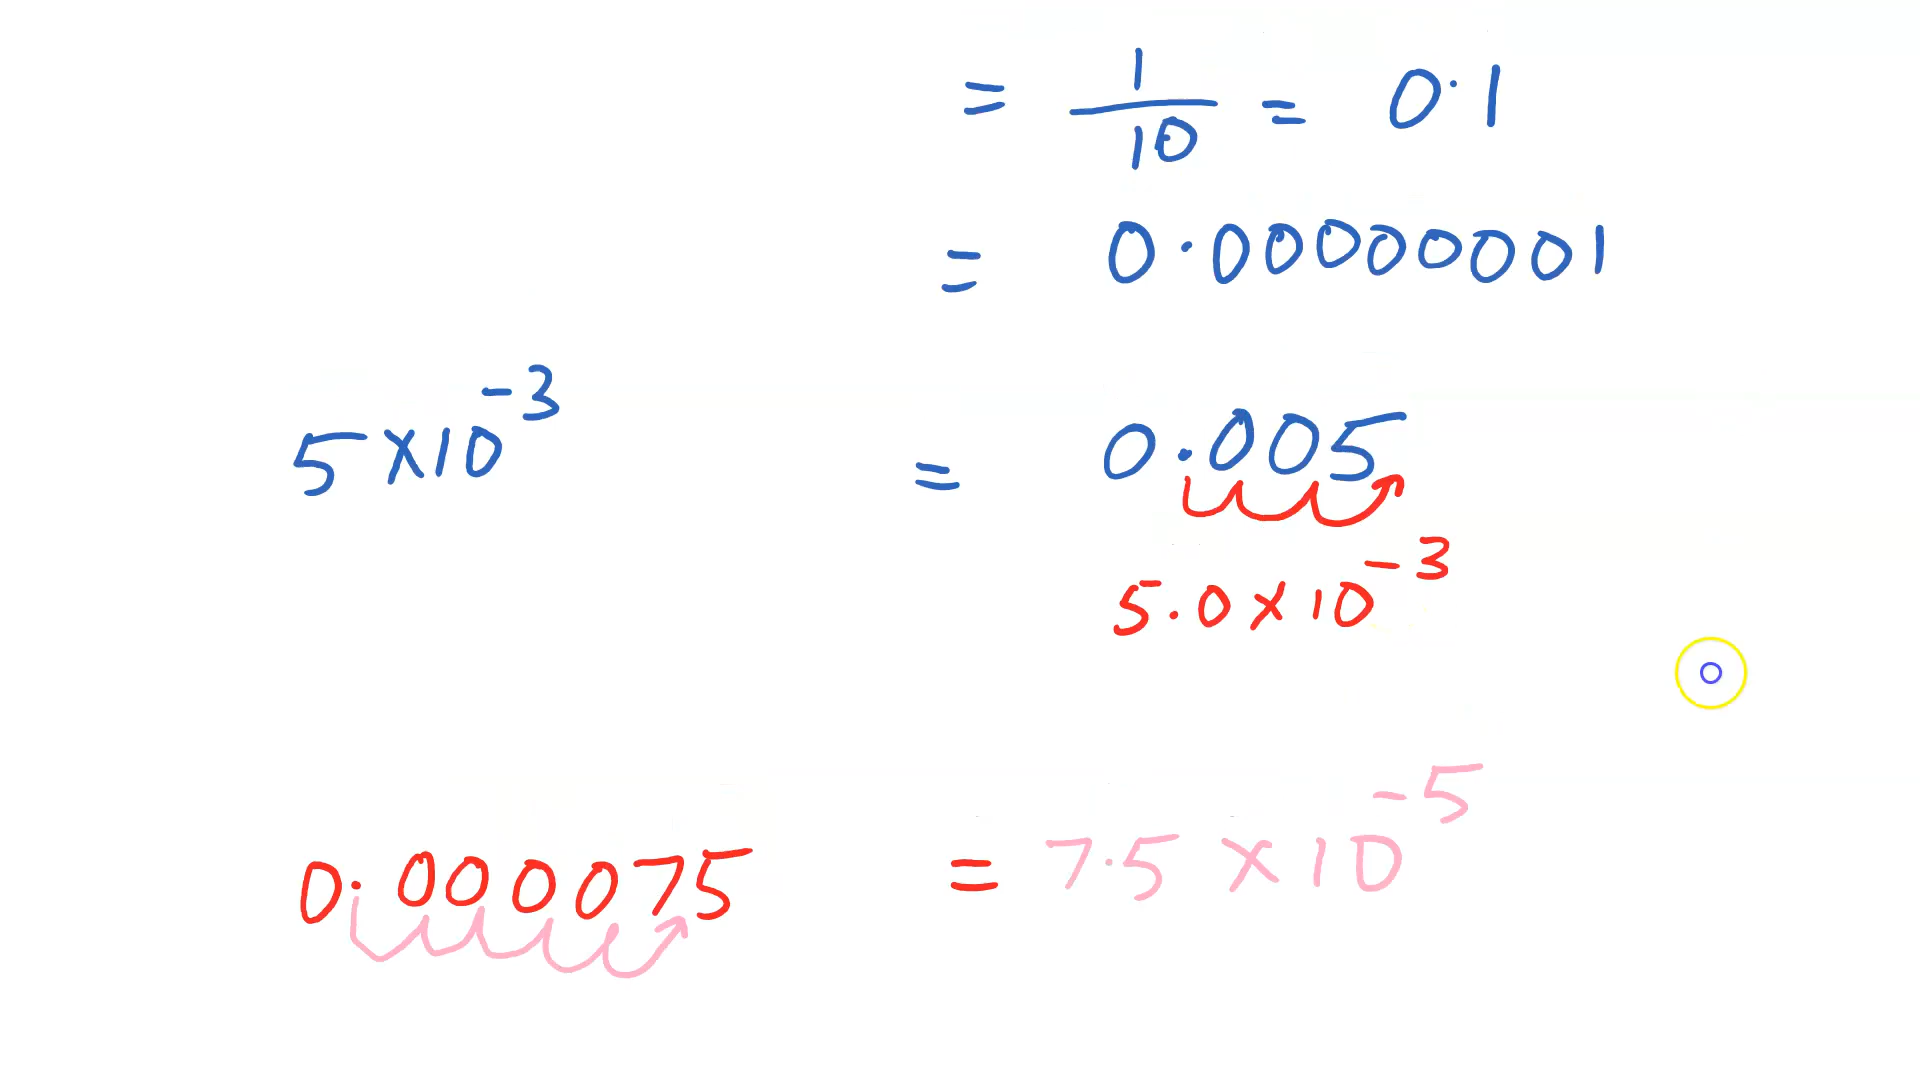 = 1/10 = 0.1
= 0.00000001
5 × 10⁻³ = 0.005
5.0 × 10⁻³
0.000075 = 7.5 × 10⁻⁵